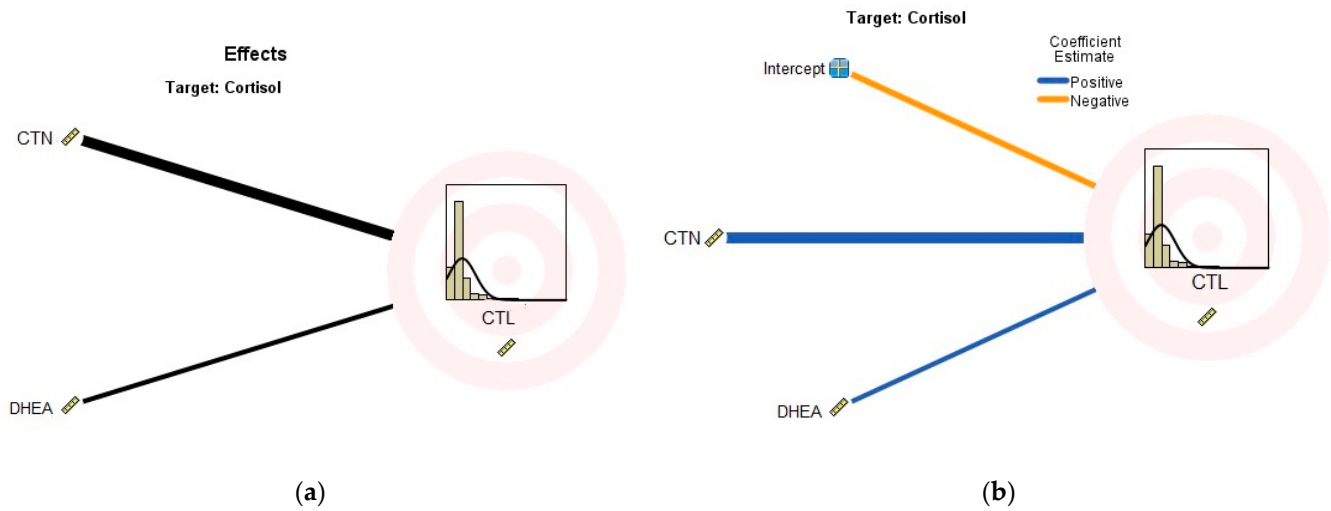 Effects
Target: Cortisol
CTN
CTL
DHEA
(a)
Target: Cortisol
Coefficient
Estimate
Positive
Negative
Intercept
CTN
CTL
DHEA
(b)